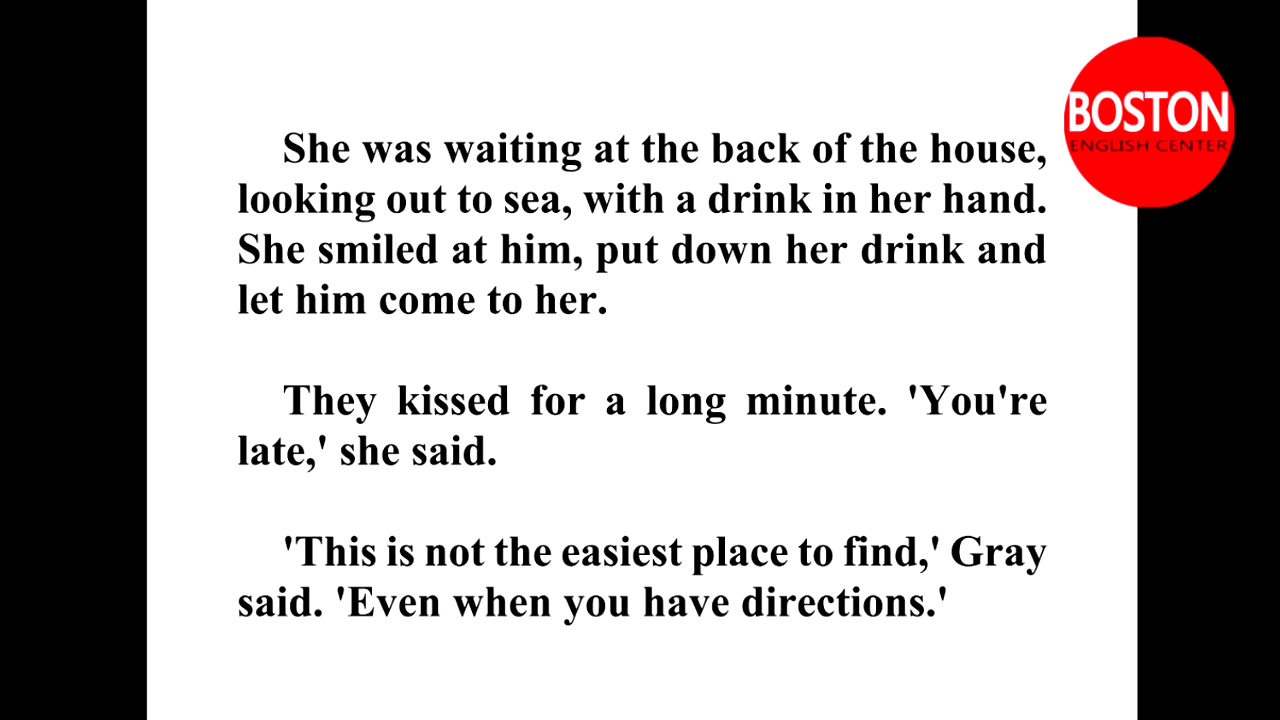 BOSTON
ENGLISH CENTER
She was waiting at the back of the house,
looking out to sea, with a drink in her hand.
She smiled at him, put down her drink and
let him come to her.
They kissed for a long minute. 'You're
late,' she said.
'This is not the easiest place to find,' Gray
said. 'Even when you have directions.'